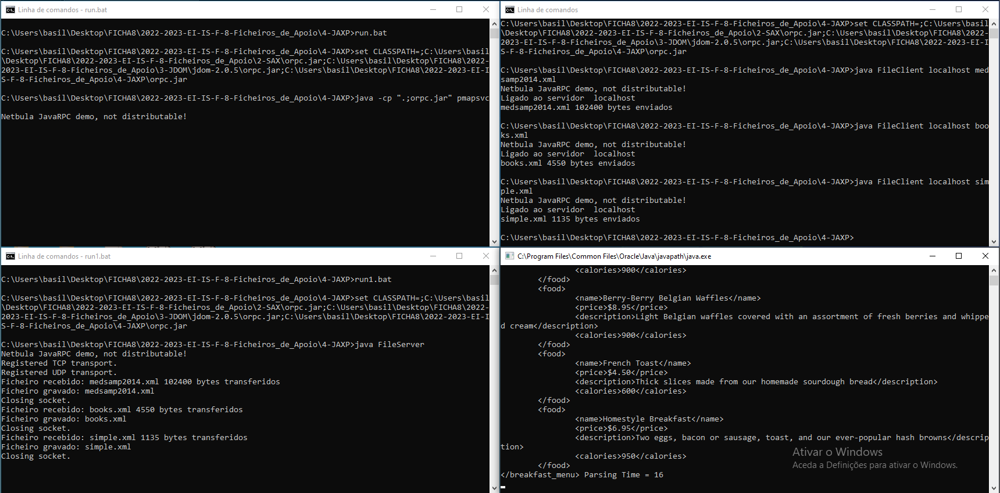 Linha de comandos - run.bat
C:\Users\basil\Desktop\FICHA8\2022-2023-EI-IS-F-8-Ficheiros_de_Apoio\4-JAXP>run.bat
C:\Users\basil\Desktop\FICHA8\2022-2023-EI-IS-F-8-Ficheiros_de_Apoio\4-JAXP>set CLASSPATH=;C:\Users\basil
\Desktop\FICHA8\2022-2023-EI-IS-F-8-Ficheiros_de_Apoio\2-SAX\orpc.jar;C:\Users\basil\Desktop\FICHA8\2022-
2023-EI-IS-F-8-Ficheiros_de_Apoio\3-JDOM\jdom-2.0.5\orpc.jar;C:\Users\basil\Desktop\FICHA8\2022-2023-EI-I
S-F-8-Ficheiros_de_Apoio\4-JAXP\orpc.jar
C:\Users\basil\Desktop\FICHA8\2022-2023-EI-IS-F-8-Ficheiros_de_Apoio\4-JAXP>java -cp ".;orpc.jar" pmapsvc
Netbula JavaRPC demo, not distributable!
Linha de comandos
C:\Users\basil\Desktop\FICHA8\2022-2023-EI-IS-F-8-Ficheiros_de_Apoio\4-JAXP>set CLASSPATH=;C:\Users\basil
\Desktop\FICHA8\2022-2023-EI-IS-F-8-Ficheiros_de_Apoio\2-SAX\orpc.jar;C:\Users\basil\Desktop\FICHA8\2022-
2023-EI-IS-F-8-Ficheiros_de_Apoio\3-JDOM\jdom-2.0.5\orpc.jar;C:\Users\basil\Desktop\FICHA8\2022-2023-EI-I
S-F-8-Ficheiros_de_Apoio\4-JAXP\orpc.jar
C:\Users\basil\Desktop\FICHA8\2022-2023-EI-IS-F-8-Ficheiros_de_Apoio\4-JAXP>java FileClient localhost med
samp2014.xml
Netbula JavaRPC demo, not distributable!
Ligado ao servidor  localhost
medsamp2014.xml 102400 bytes enviados
C:\Users\basil\Desktop\FICHA8\2022-2023-EI-IS-F-8-Ficheiros_de_Apoio\4-JAXP>java FileClient localhost boo
ks.xml
Netbula JavaRPC demo, not distributable!
Ligado ao servidor  localhost
books.xml 4550 bytes enviados
C:\Users\basil\Desktop\FICHA8\2022-2023-EI-IS-F-8-Ficheiros_de_Apoio\4-JAXP>java FileClient localhost sim
ple.xml
Netbula JavaRPC demo, not distributable!
Ligado ao servidor  localhost
simple.xml 1135 bytes enviados
C:\Users\basil\Desktop\FICHA8\2022-2023-EI-IS-F-8-Ficheiros_de_Apoio\4-JAXP>
Linha de comandos - run1.bat
C:\Users\basil\Desktop\FICHA8\2022-2023-EI-IS-F-8-Ficheiros_de_Apoio\4-JAXP>run1.bat
C:\Users\basil\Desktop\FICHA8\2022-2023-EI-IS-F-8-Ficheiros_de_Apoio\4-JAXP>set CLASSPATH=;C:\Users\basil
\Desktop\FICHA8\2022-2023-EI-IS-F-8-Ficheiros_de_Apoio\2-SAX\orpc.jar;C:\Users\basil\Desktop\FICHA8\2022-
2023-EI-IS-F-8-Ficheiros_de_Apoio\3-JDOM\jdom-2.0.5\orpc.jar;C:\Users\basil\Desktop\FICHA8\2022-2023-EI-I
S-F-8-Ficheiros_de_Apoio\4-JAXP\orpc.jar
C:\Users\basil\Desktop\FICHA8\2022-2023-EI-IS-F-8-Ficheiros_de_Apoio\4-JAXP>java FileServer
Netbula JavaRPC demo, not distributable!
Registered TCP transport.
Registered UDP transport.
Ficheiro recebido: medsamp2014.xml 102400 bytes transferidos
Ficheiro gravado: medsamp2014.xml
Closing socket.
Ficheiro recebido: books.xml 4550 bytes transferidos
Ficheiro gravado: books.xml
Closing socket.
Ficheiro recebido: simple.xml 1135 bytes transferidos
Ficheiro gravado: simple.xml
Closing socket.
C:\Program Files\Common Files\Oracle\Java\javapath\java.exe
<calories>900</calories>
</food>
<food>
<name>Berry-Berry Belgian Waffles</name>
<price>$8.95</price>
<description>Light Belgian waffles covered with an assortment of fresh berries and whippe
d cream</description>
<calories>900</calories>
</food>
<food>
<name>French Toast</name>
<price>$4.50</price>
<description>Thick slices made from our homemade sourdough bread</description>
<calories>600</calories>
</food>
<food>
<name>Homestyle Breakfast</name>
<price>$6.95</price>
<description>Two eggs, bacon or sausage, toast, and our ever-popular hash browns</descrip
tion>
<calories>950</calories>
</food>
</breakfast_menu> Parsing Time = 16
Ativar o Windows
Aceda a Definições para ativar o Windows.